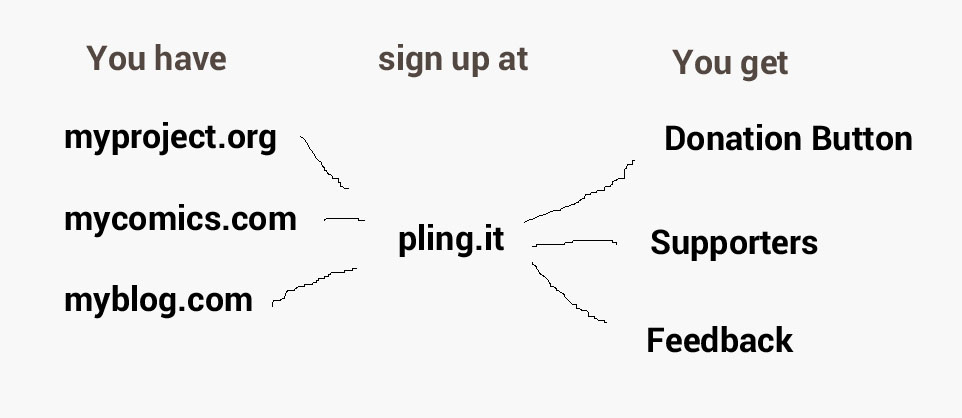 You have
sign up at
You get
myproject.org
Donation Button
mycomics.com
pling.it
Supporters
myblog.com
Feedback